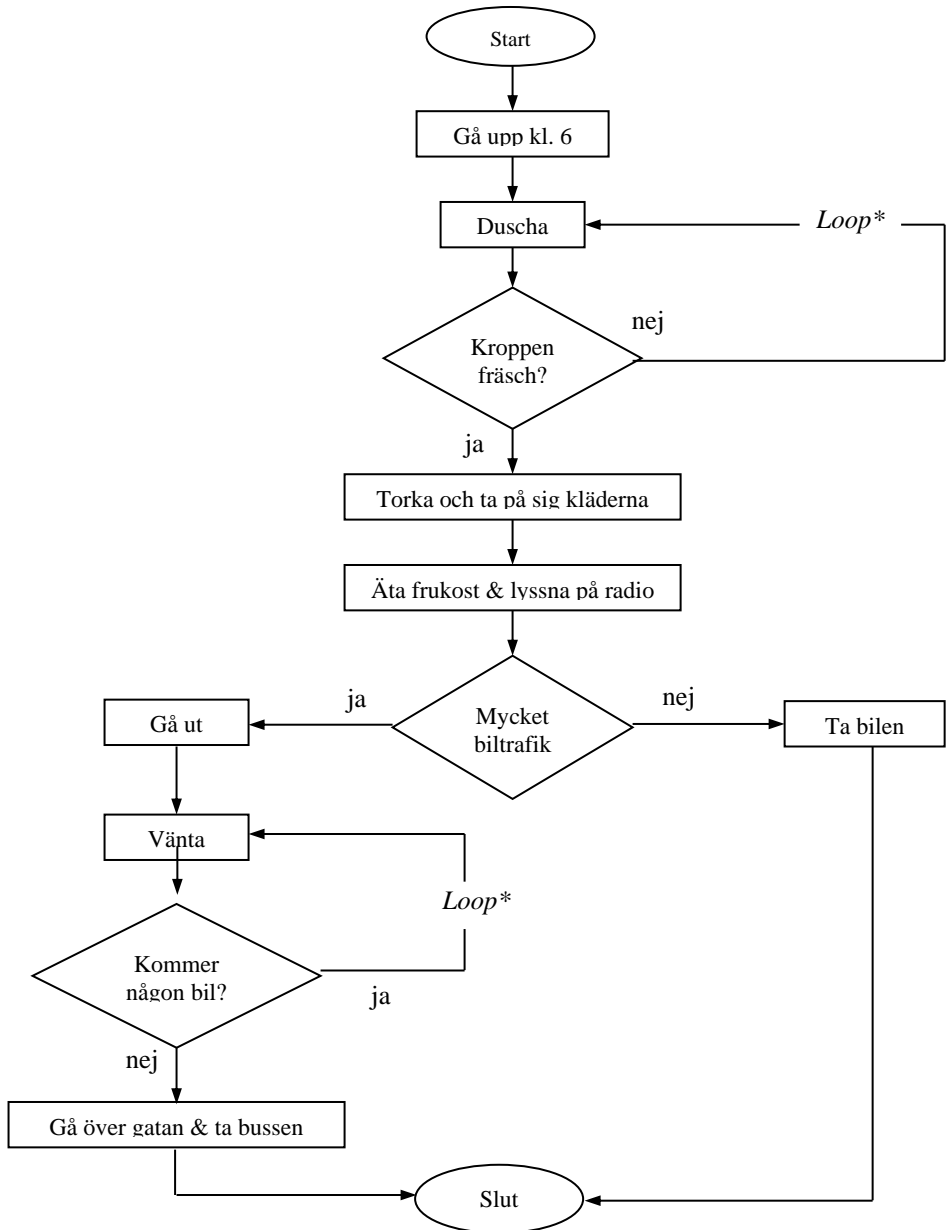 Start
Gå upp kl. 6
Duscha
Loop*
nej
Kroppen
fräsch?
ja
Torka och ta på sig kläderna
Äta frukost & lyssna på radio
ja
Mycket
biltrafik
nej
Gå ut
Ta bilen
Vänta
Loop*
Kommer
någon bil?
ja
nej
Gå över gatan & ta bussen
Slut